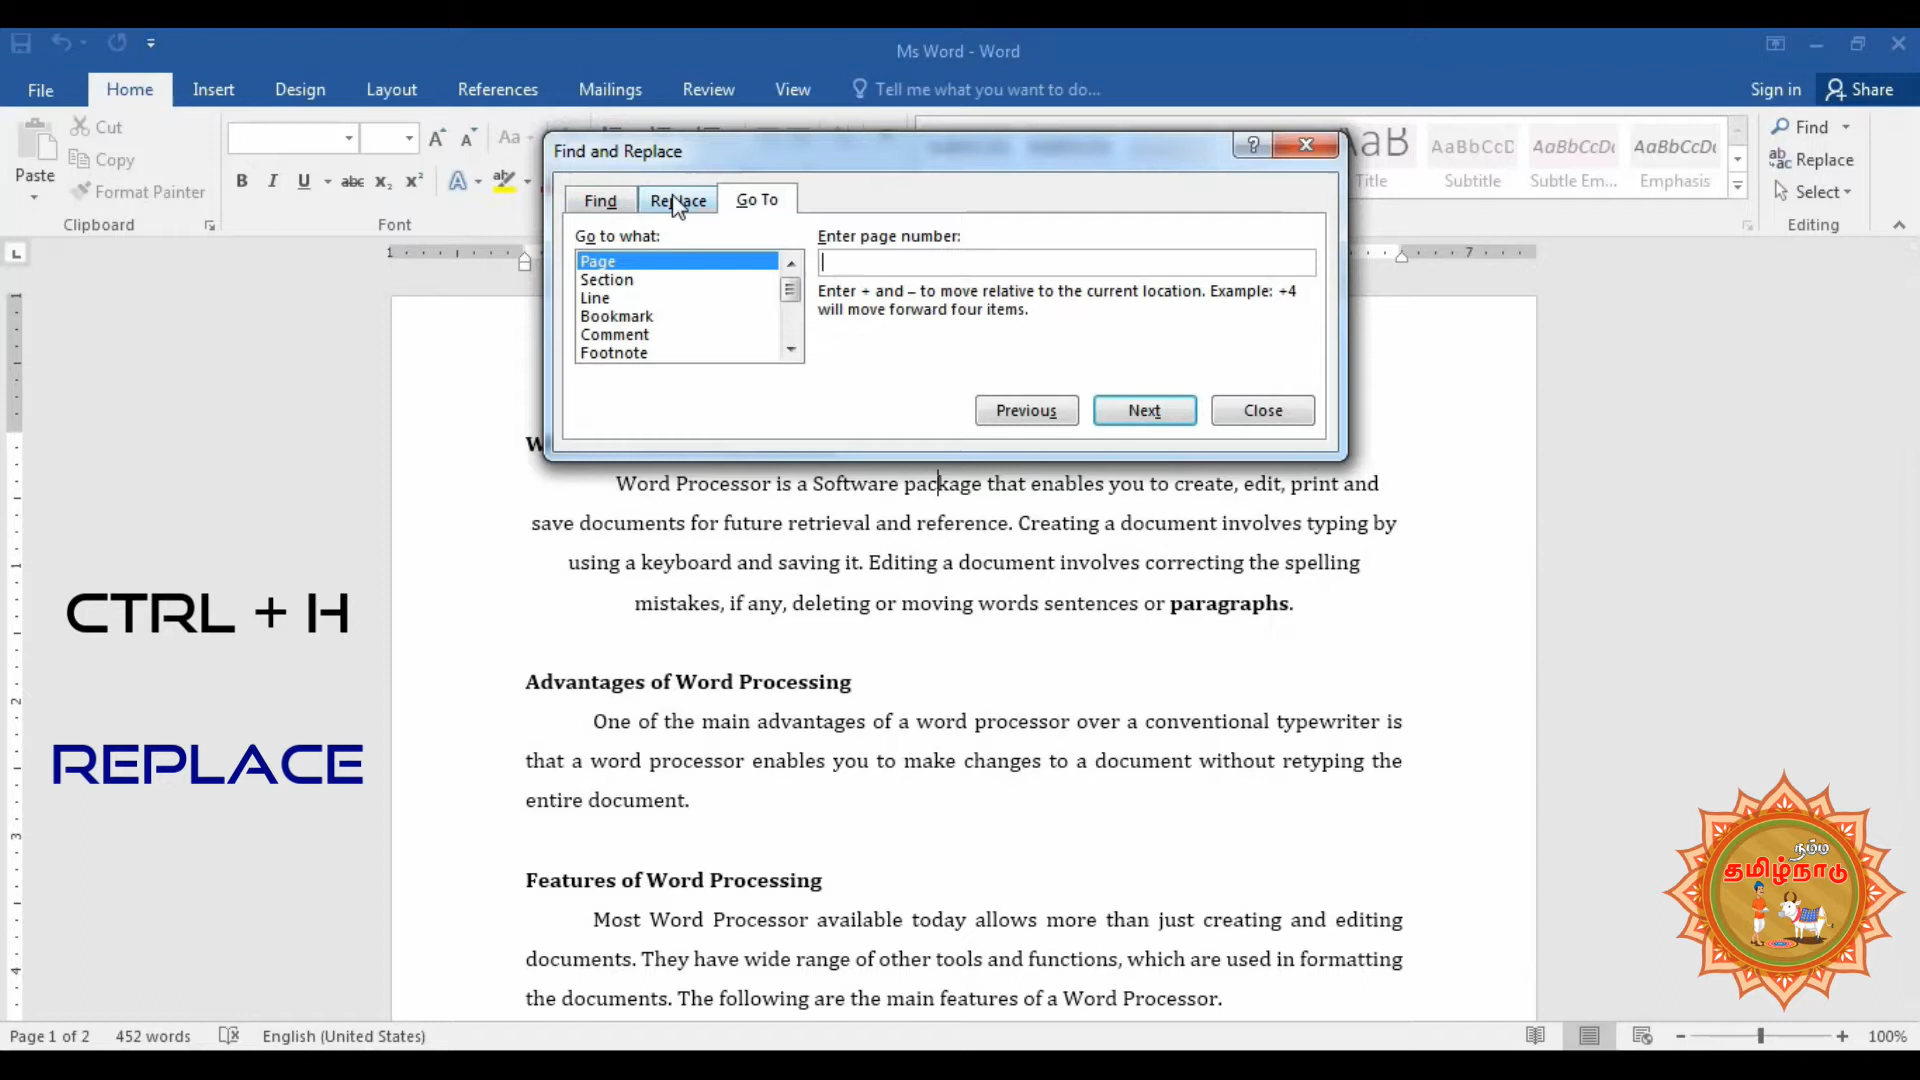 Ms Word - Word
File Home Insert Design Layout References Mailings Review View Tell me what you want to do... Sign in Share
Paste
Cut
Copy
Format Painter
Clipboard
B I U abc x₂ x² A
Aa
Font
AaB Title
AaBbCcD Subtitle
AaBbCcDc Subtle Em...
AaBbCcDc Emphasis
Find
Replace
Select
Editing
Find and Replace
Find Replace Go To
Go to what:
Page
Section
Line
Bookmark
Comment
Footnote
Enter page number:
Enter + and – to move relative to the current location. Example: +4
will move forward four items.
Previous Next Close
Word Processor is a Software package that enables you to create, edit, print and
save documents for future retrieval and reference. Creating a document involves typing by
using a keyboard and saving it. Editing a document involves correcting the spelling
mistakes, if any, deleting or moving words sentences or paragraphs.
Advantages of Word Processing
One of the main advantages of a word processor over a conventional typewriter is
that a word processor enables you to make changes to a document without retyping the
entire document.
Features of Word Processing
Most Word Processor available today allows more than just creating and editing
documents. They have wide range of other tools and functions, which are used in formatting
the documents. The following are the main features of a Word Processor.
CTRL + H
REPLACE
நம்ம
தமிழ்நாடு
Page 1 of 2 452 words English (United States) 100%